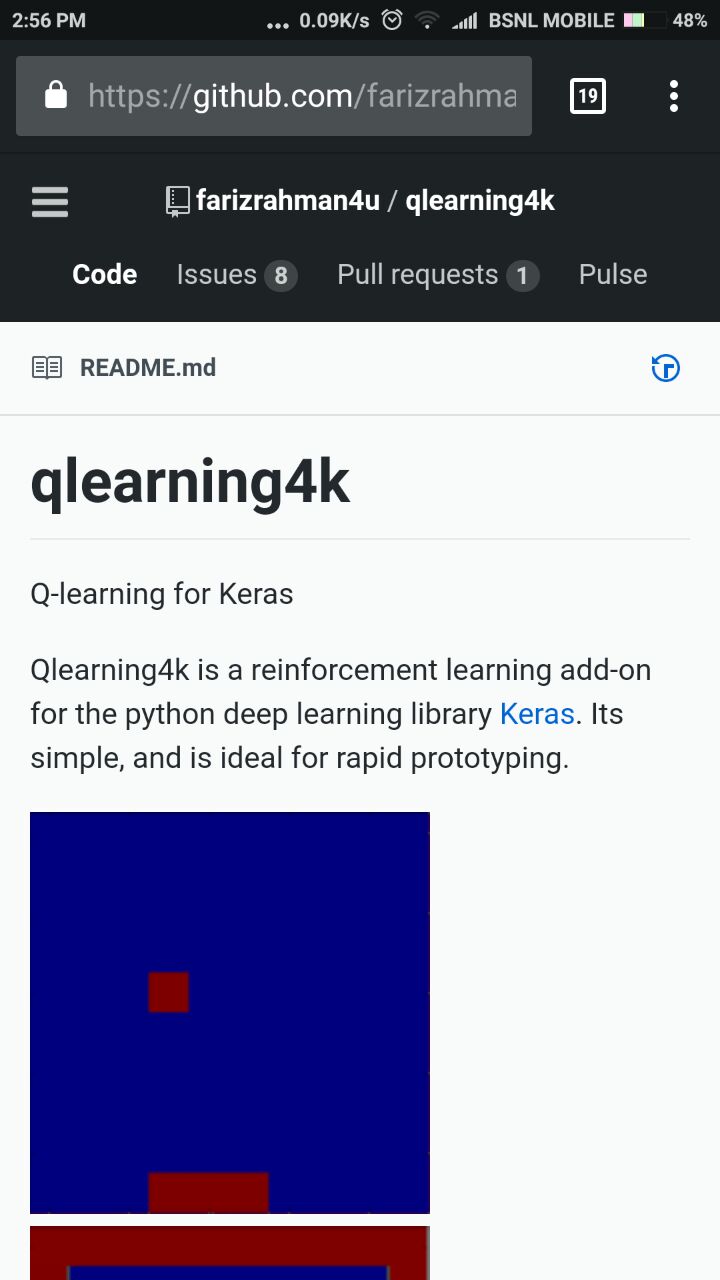 2:56 PM ... 0.09K/s BSNL MOBILE 48%
https://github.com/farizrahma 19
farizrahman4u / qlearning4k
Code Issues 8 Pull requests 1 Pulse
README.md
qlearning4k
Q-learning for Keras
Qlearning4k is a reinforcement learning add-on
for the python deep learning library Keras. Its
simple, and is ideal for rapid prototyping.